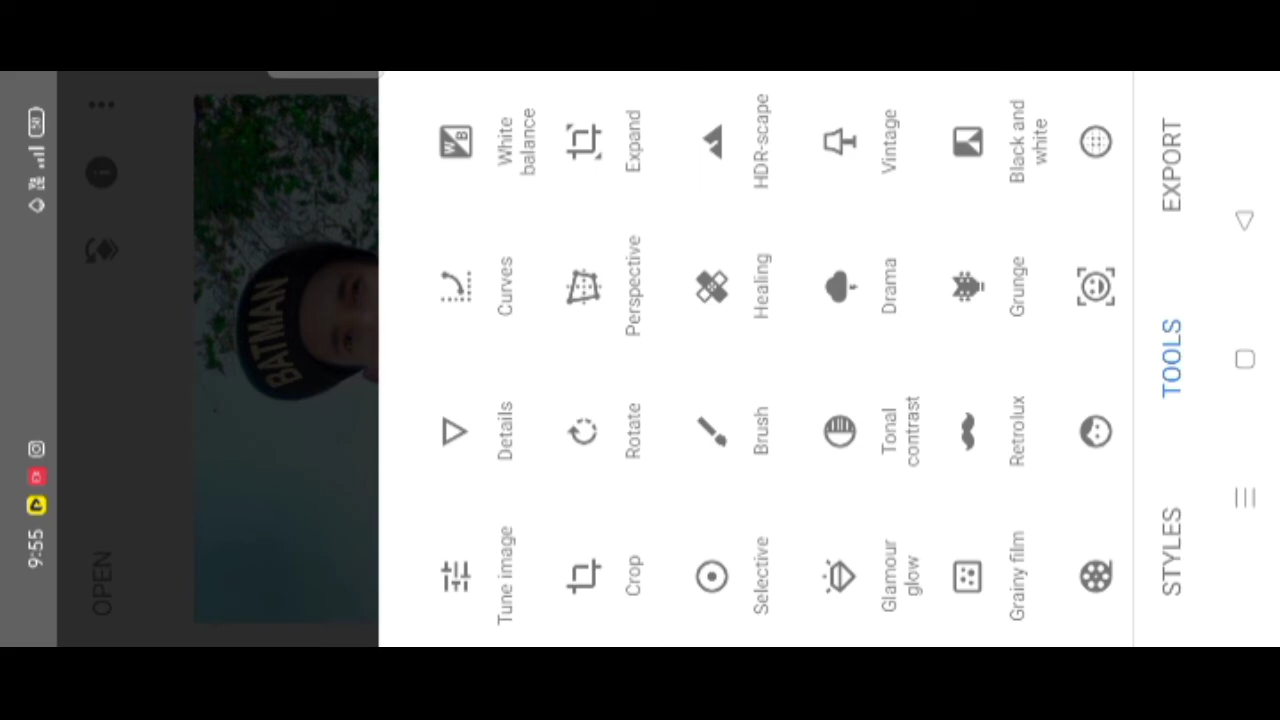 9:55
50
OPEN
BATMAN
Tune image
Details
Curves
White
balance
Crop
Rotate
Perspective
Expand
Selective
Brush
Healing
HDR-scape
Glamour
glow
Tonal
contrast
Drama
Vintage
Grainy film
Retrolux
Grunge
Black and
white
STYLES
TOOLS
EXPORT